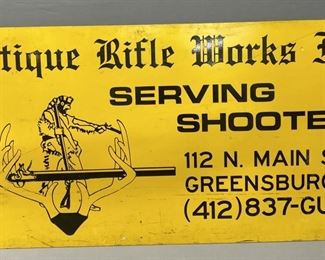 tique Rifle Works
SERVING
SHOOTE
112 N. MAIN S
GREENSBURG
(412)837-GU